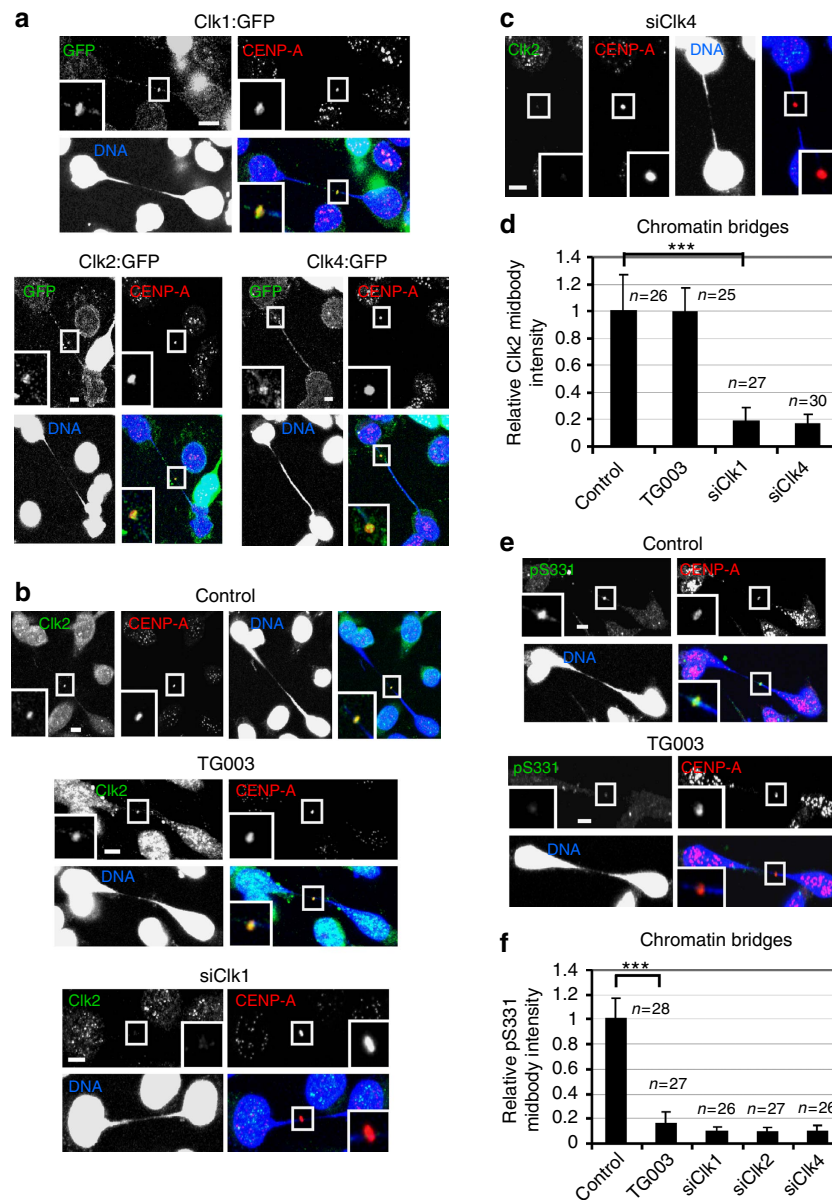 a
Clk1:GFP
GFP
CENP-A
DNA
Clk2:GFP
Clk4:GFP
GFP
CENP-A
GFP
CENP-A
DNA
DNA
b
Control
Clk2
CENP-A
DNA
TG003
Clk2
CENP-A
DNA
siClk1
Clk2
CENP-A
DNA
c
siClk4
Clk2
CENP-A
DNA
d
Chromatin bridges
Relative Clk2 midbody intensity
1.4
1.2
1
0.8
0.6
0.4
0.2
0
***
n=26
n=25
n=27
n=30
Control
TG003
siClk1
siClk4
e
Control
pS331
CENP-A
DNA
TG003
pS331
CENP-A
DNA
f
Chromatin bridges
Relative pS331 midbody intensity
1.4
1.2
1
0.8
0.6
0.4
0.2
0
***
n=28
n=27
n=26
n=27
n=26
Control
TG003
siClk1
siClk2
siClk4